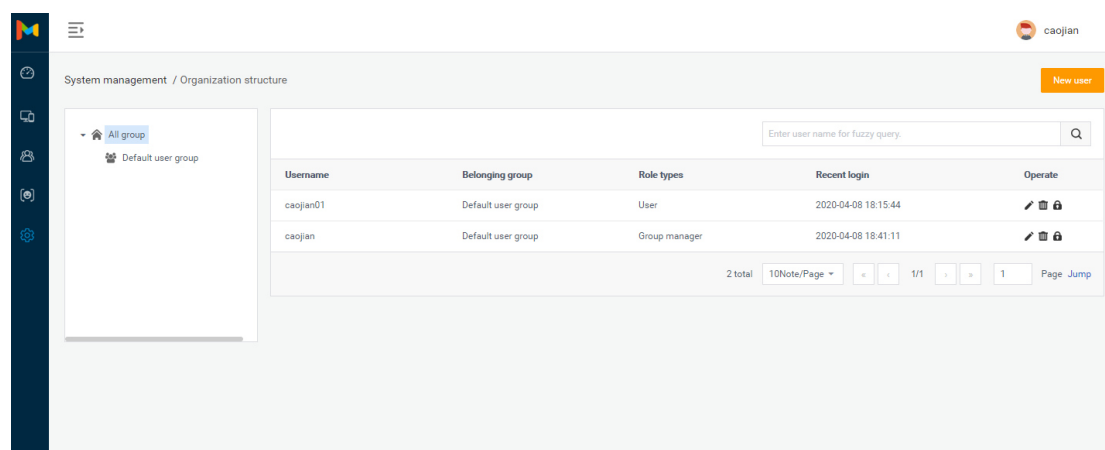 caojian
System management / Organization structure
New user
All group
Default user group
Enter user name for fuzzy query.
Username Belonging group Role types Recent login Operate
caojian01 Default user group User 2020-04-08 18:15:44
caojian Default user group Group manager 2020-04-08 18:41:11
2 total 10Note/Page « ‹ 1/1 › » 1 Page Jump